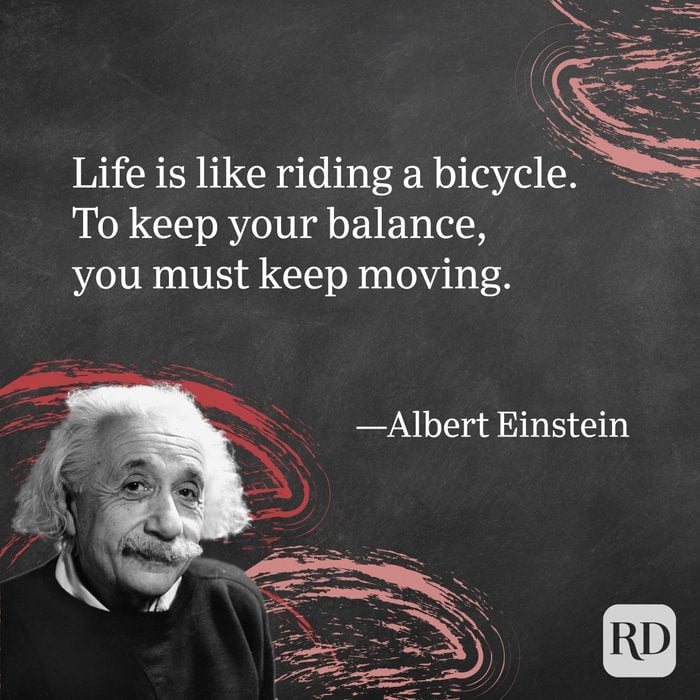 Life is like riding a bicycle.
To keep your balance,
you must keep moving.
—Albert Einstein
RD